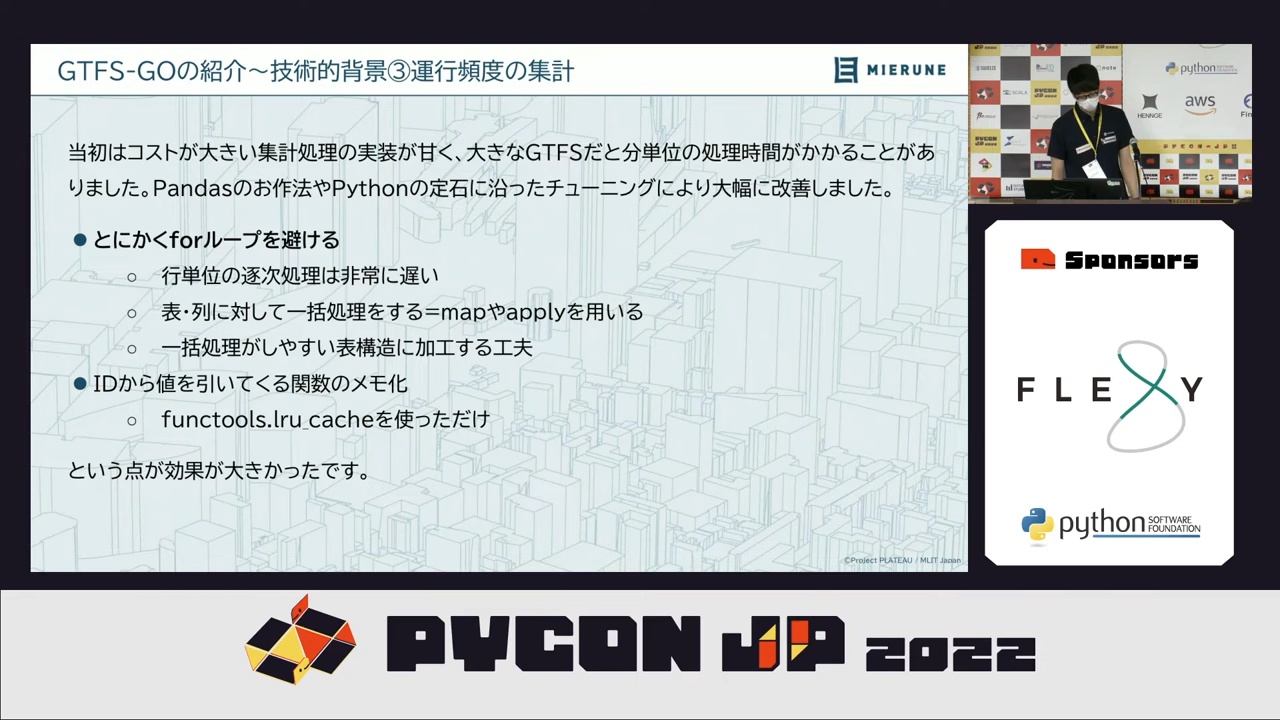 GTFS-GOの紹介～技術的背景③運行頻度の集計
MIERUNE
当初はコストが大きい集計処理の実装が甘く、大きなGTFSだと分単位の処理時間がかかることがあ
りました。Pandasのお作法やPythonの定石に沿ったチューニングにより大幅に改善しました。
● とにかくforループを避ける
○ 行単位の逐次処理は非常に遅い
○ 表・列に対して一括処理をする=mapやapplyを用いる
○ 一括処理がしやすい表構造に加工する工夫
● IDから値を引いてくる関数のメモ化
○ functools.lru_cacheを使っただけ
という点が効果が大きかったです。
©Project PLATEAU / MLIT Japan
python
HENNGE
aws
Sponsors
FLEXY
python SOFTWARE FOUNDATION
PYCON JP 2022